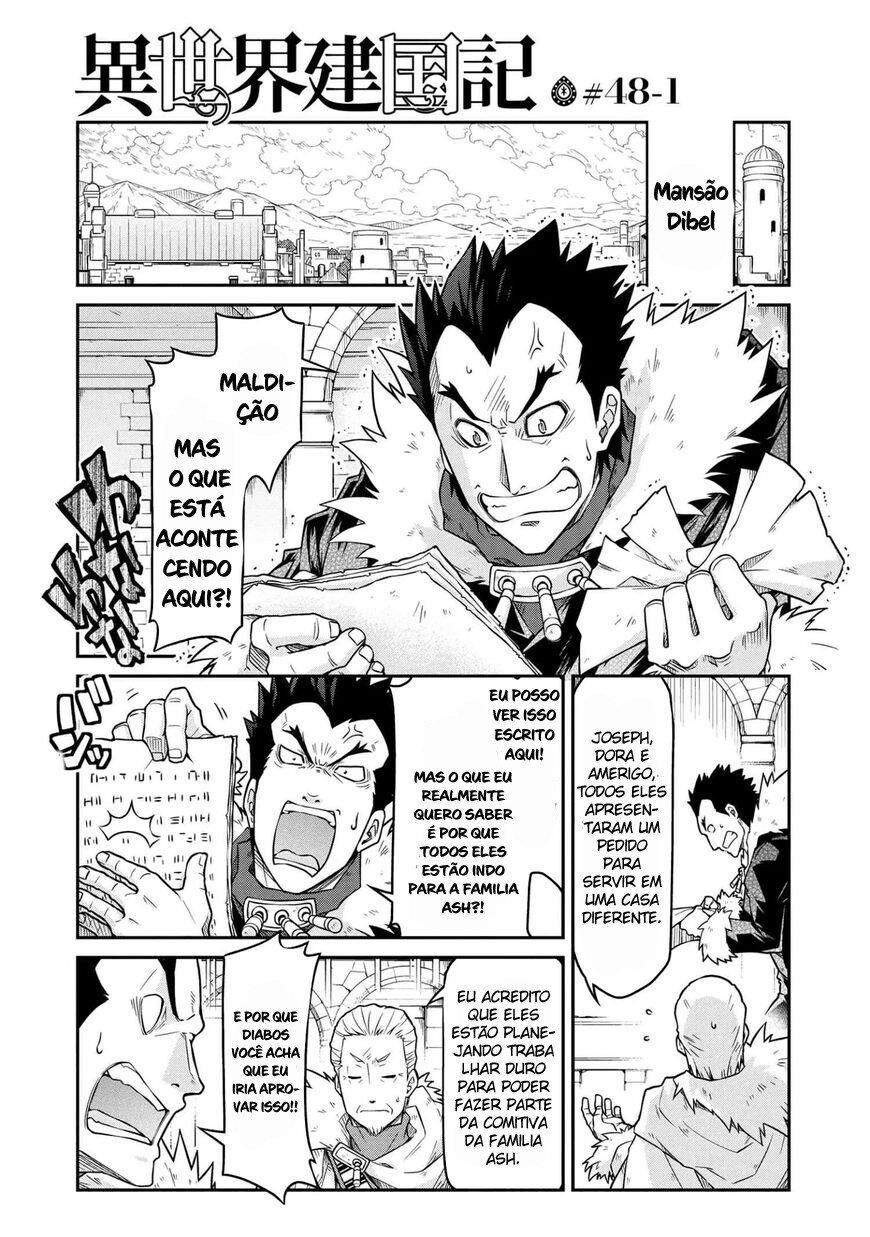 異世界建国記 #48-1
Mansão
Dibel
MALDI-
ÇÃO
MAS
O QUE
ESTÁ
ACONTE
CENDO
AQUI?!
JOSEPH,
DORA E
AMERIGO,
TODOS ELES
APRESEN-
TARAM UM
PEDIDO
PARA
SERVIR EM
UMA CASA
DIFERENTE.
EU POSSO
VER ISSO
ESCRITO
AQUI!
MAS O QUE EU
REALMENTE
QUERO SABER
É POR QUE
TODOS ELES
ESTÃO INDO
PARA A FAMILIA
ASH?!
バンッ
EU ACREDITO
QUE ELES
ESTÃO PLANE-
JANDO TRABA
LHAR DURO
PARA PODER
FAZER PARTE
DA COMITIVA
DA FAMILIA
ASH.
E POR QUE
DIABOS
VOCÊ ACHA
QUE EU
IRIA APRO-
VAR ISSO!!